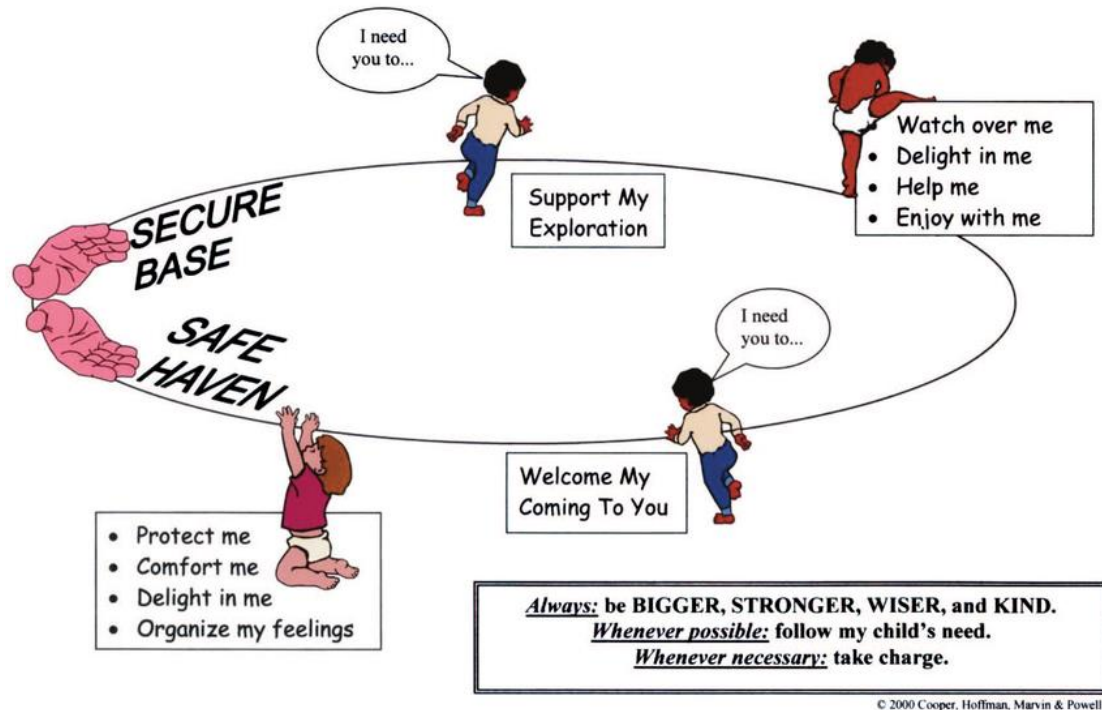 I need
you to...
• Watch over me
• Delight in me
• Help me
• Enjoy with me
Support My
Exploration
SECURE
BASE
SAFE
HAVEN
I need
you to...
Welcome My
Coming To You
• Protect me
• Comfort me
• Delight in me
• Organize my feelings
Always: be BIGGER, STRONGER, WISER, and KIND.
Whenever possible: follow my child's need.
Whenever necessary: take charge.
© 2000 Cooper, Hoffman, Marvin & Powell